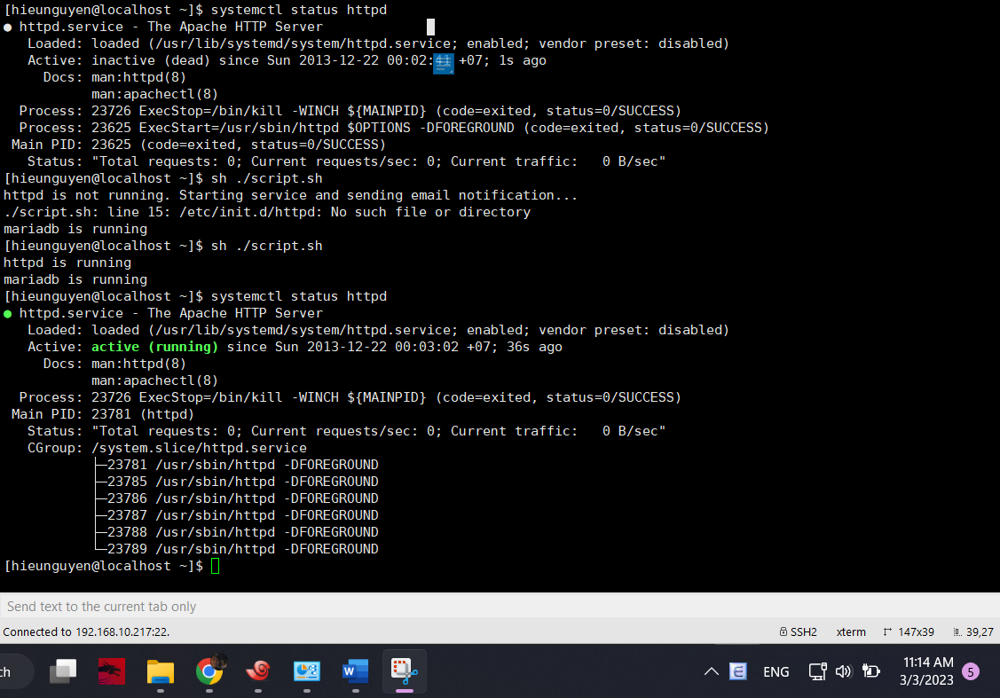 [hieunguyen@localhost ~]$ systemctl status httpd
● httpd.service - The Apache HTTP Server
Loaded: loaded (/usr/lib/systemd/system/httpd.service; enabled; vendor preset: disabled)
Active: inactive (dead) since Sun 2013-12-22 00:02:41 +07; 1s ago
Docs: man:httpd(8)
man:apachectl(8)
Process: 23726 ExecStop=/bin/kill -WINCH ${MAINPID} (code=exited, status=0/SUCCESS)
Process: 23625 ExecStart=/usr/sbin/httpd $OPTIONS -DFOREGROUND (code=exited, status=0/SUCCESS)
Main PID: 23625 (code=exited, status=0/SUCCESS)
Status: "Total requests: 0; Current requests/sec: 0; Current traffic:   0 B/sec"
[hieunguyen@localhost ~]$ sh ./script.sh
httpd is not running. Starting service and sending email notification...
./script.sh: line 15: /etc/init.d/httpd: No such file or directory
mariadb is running
[hieunguyen@localhost ~]$ sh ./script.sh
httpd is running
mariadb is running
[hieunguyen@localhost ~]$ systemctl status httpd
● httpd.service - The Apache HTTP Server
Loaded: loaded (/usr/lib/systemd/system/httpd.service; enabled; vendor preset: disabled)
Active: active (running) since Sun 2013-12-22 00:03:02 +07; 36s ago
Docs: man:httpd(8)
man:apachectl(8)
Process: 23726 ExecStop=/bin/kill -WINCH ${MAINPID} (code=exited, status=0/SUCCESS)
Main PID: 23781 (httpd)
Status: "Total requests: 0; Current requests/sec: 0; Current traffic:   0 B/sec"
CGroup: /system.slice/httpd.service
├─23781 /usr/sbin/httpd -DFOREGROUND
├─23785 /usr/sbin/httpd -DFOREGROUND
├─23786 /usr/sbin/httpd -DFOREGROUND
├─23787 /usr/sbin/httpd -DFOREGROUND
├─23788 /usr/sbin/httpd -DFOREGROUND
└─23789 /usr/sbin/httpd -DFOREGROUND
[hieunguyen@localhost ~]$
Send text to the current tab only
Connected to 192.168.10.217:22. SSH2 xterm 147x39 39,27
ch W ENG 11:14 AM 5
3/3/2023